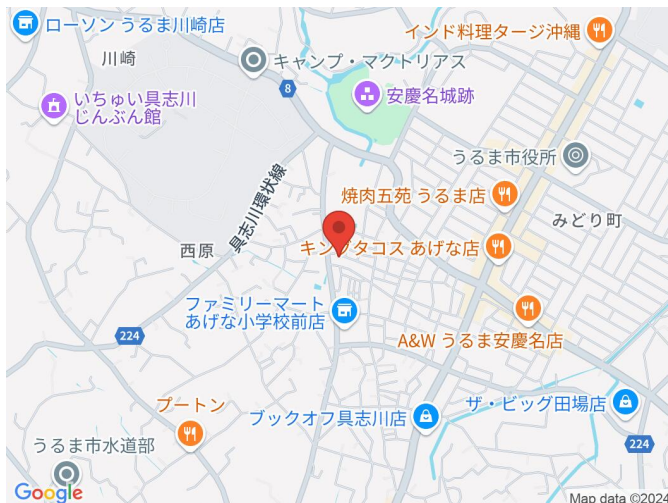 ローソン うるま川崎店
川崎
キャンプ・マクトリアス
インド料理タージ沖縄
8
いちゅい具志川
じんぶん館
安慶名城跡
うるま市役所
具志川環状線
焼肉五苑 うるま店
みどり町
西原
キングタコス あげな店
ファミリーマート
あげな小学校前店
224
A&W うるま安慶名店
プートン
ブックオフ具志川店
ザ・ビッグ田場店
224
うるま市水道部
Google
Map data ©2024